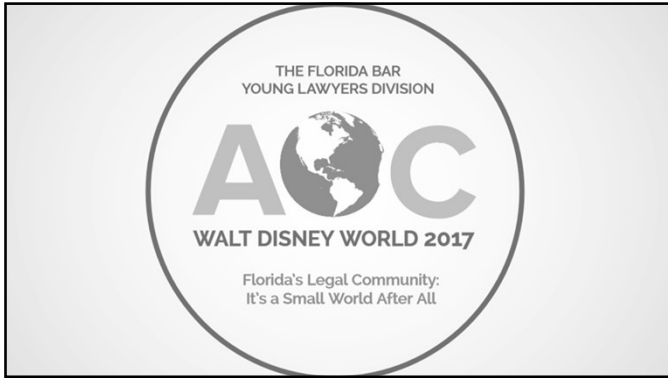 THE FLORIDA BAR
YOUNG LAWYERS DIVISION
AOC
WALT DISNEY WORLD 2017
Florida's Legal Community:
It's a Small World After All